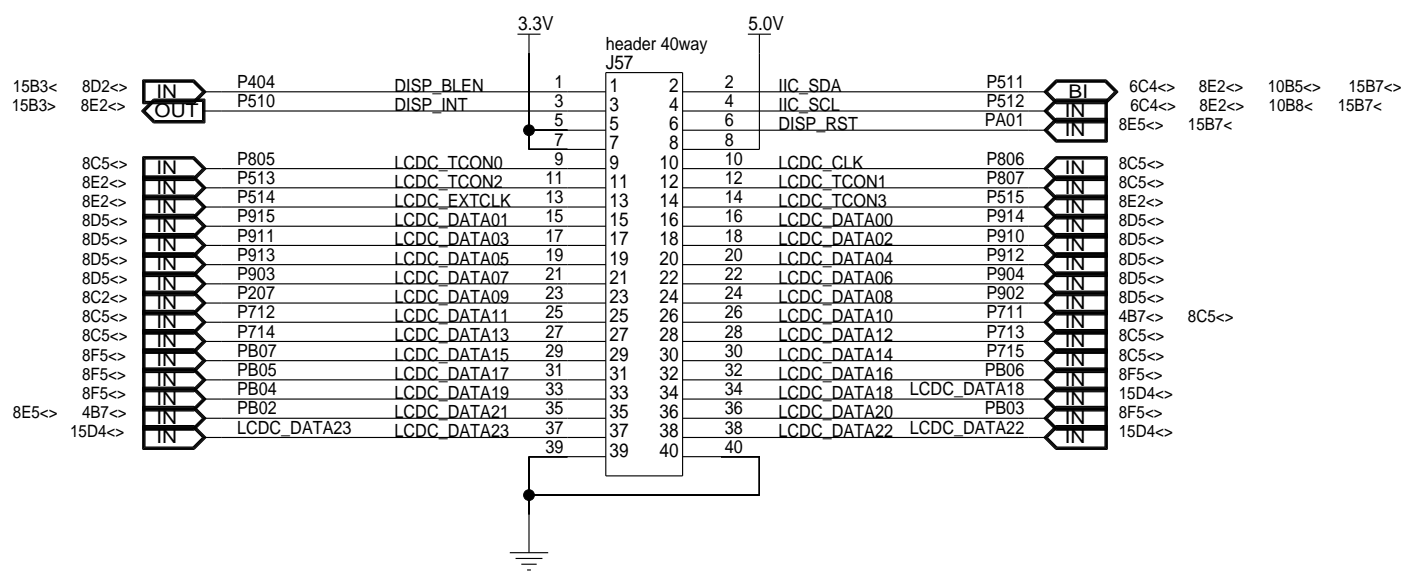 3.3V 5.0V
header 40way
J57
15B3< 8D2<> IN P404 DISP_BLEN 1 1 2 2 IIC_SDA P511 BI 6C4<> 8E2<> 10B5<> 15B7<>
15B3> 8E2<> OUT P510 DISP_INT 3 3 4 4 IIC_SCL P512 IN 6C4<> 8E2<> 10B8< 15B7<
5 5 6 6 DISP_RST PA01 IN 8E5<> 15B7<
7 7 8 8
8C5<> IN P805 LCDC_TCON0 9 9 10 10 LCDC_CLK P806 IN 8C5<>
8E2<> IN P513 LCDC_TCON2 11 11 12 12 LCDC_TCON1 P807 IN 8C5<>
8E2<> IN P514 LCDC_EXTCLK 13 13 14 14 LCDC_TCON3 P515 IN 8E2<>
8D5<> IN P915 LCDC_DATA01 15 15 16 16 LCDC_DATA00 P914 IN 8D5<>
8D5<> IN P911 LCDC_DATA03 17 17 18 18 LCDC_DATA02 P910 IN 8D5<>
8D5<> IN P913 LCDC_DATA05 19 19 20 20 LCDC_DATA04 P912 IN 8D5<>
8D5<> IN P903 LCDC_DATA07 21 21 22 22 LCDC_DATA06 P904 IN 8D5<>
8C2<> IN P207 LCDC_DATA09 23 23 24 24 LCDC_DATA08 P902 IN 8D5<>
8C5<> IN P712 LCDC_DATA11 25 25 26 26 LCDC_DATA10 P711 IN 4B7<> 8C5<>
8C5<> IN P714 LCDC_DATA13 27 27 28 28 LCDC_DATA12 P713 IN 8C5<>
8F5<> IN PB07 LCDC_DATA15 29 29 30 30 LCDC_DATA14 P715 IN 8C5<>
8F5<> IN PB05 LCDC_DATA17 31 31 32 32 LCDC_DATA16 PB06 IN 8F5<>
8F5<> IN PB04 LCDC_DATA19 33 33 34 34 LCDC_DATA18 LCDC_DATA18 IN 15D4<>
8E5<> 4B7<> IN PB02 LCDC_DATA21 35 35 36 36 LCDC_DATA20 PB03 IN 8F5<>
15D4<> IN LCDC_DATA23 LCDC_DATA23 37 37 38 38 LCDC_DATA22 LCDC_DATA22 IN 15D4<>
39 39 40 40